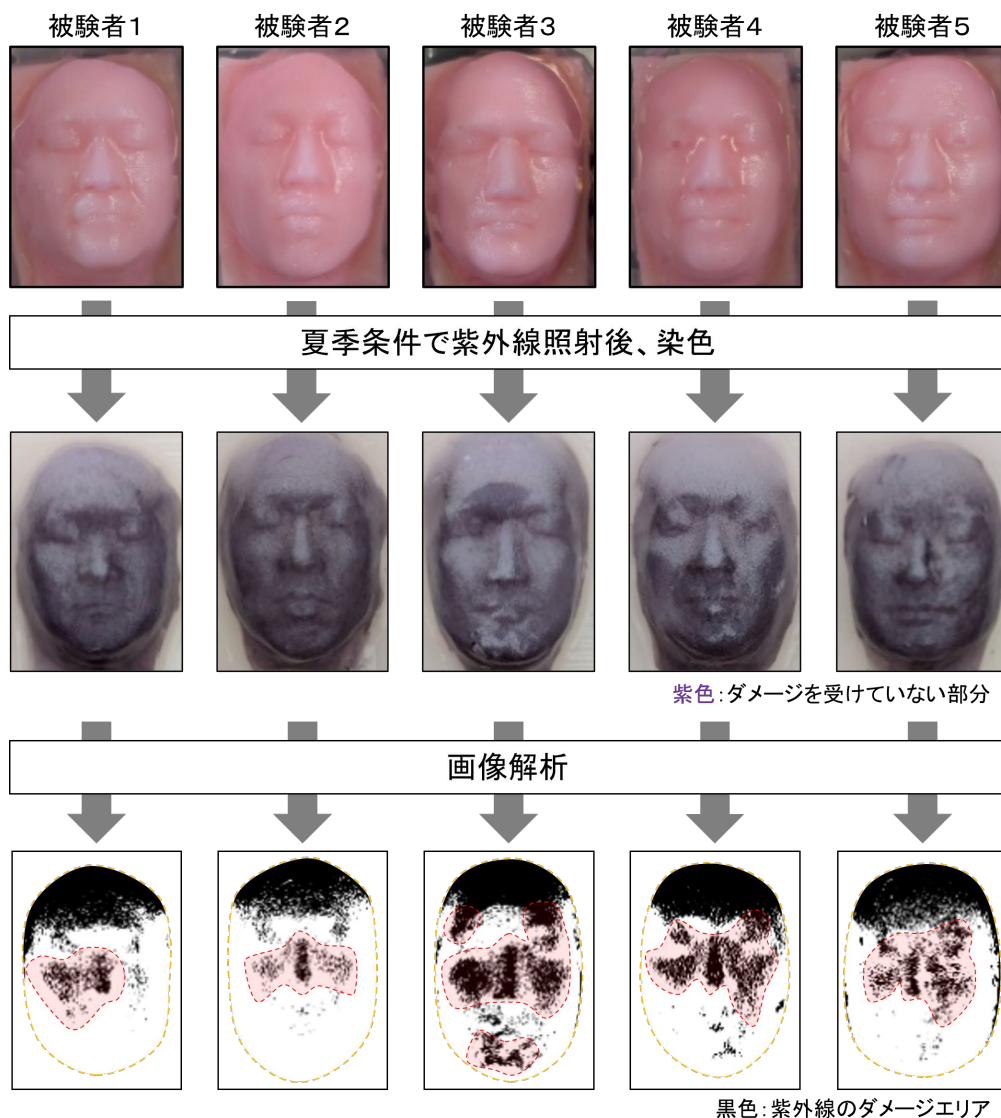 被験者1
被験者2
被験者3
被験者4
被験者5
夏季条件で紫外線照射後、染色
紫色:ダメージを受けていない部分
画像解析
黒色:紫外線のダメージエリア